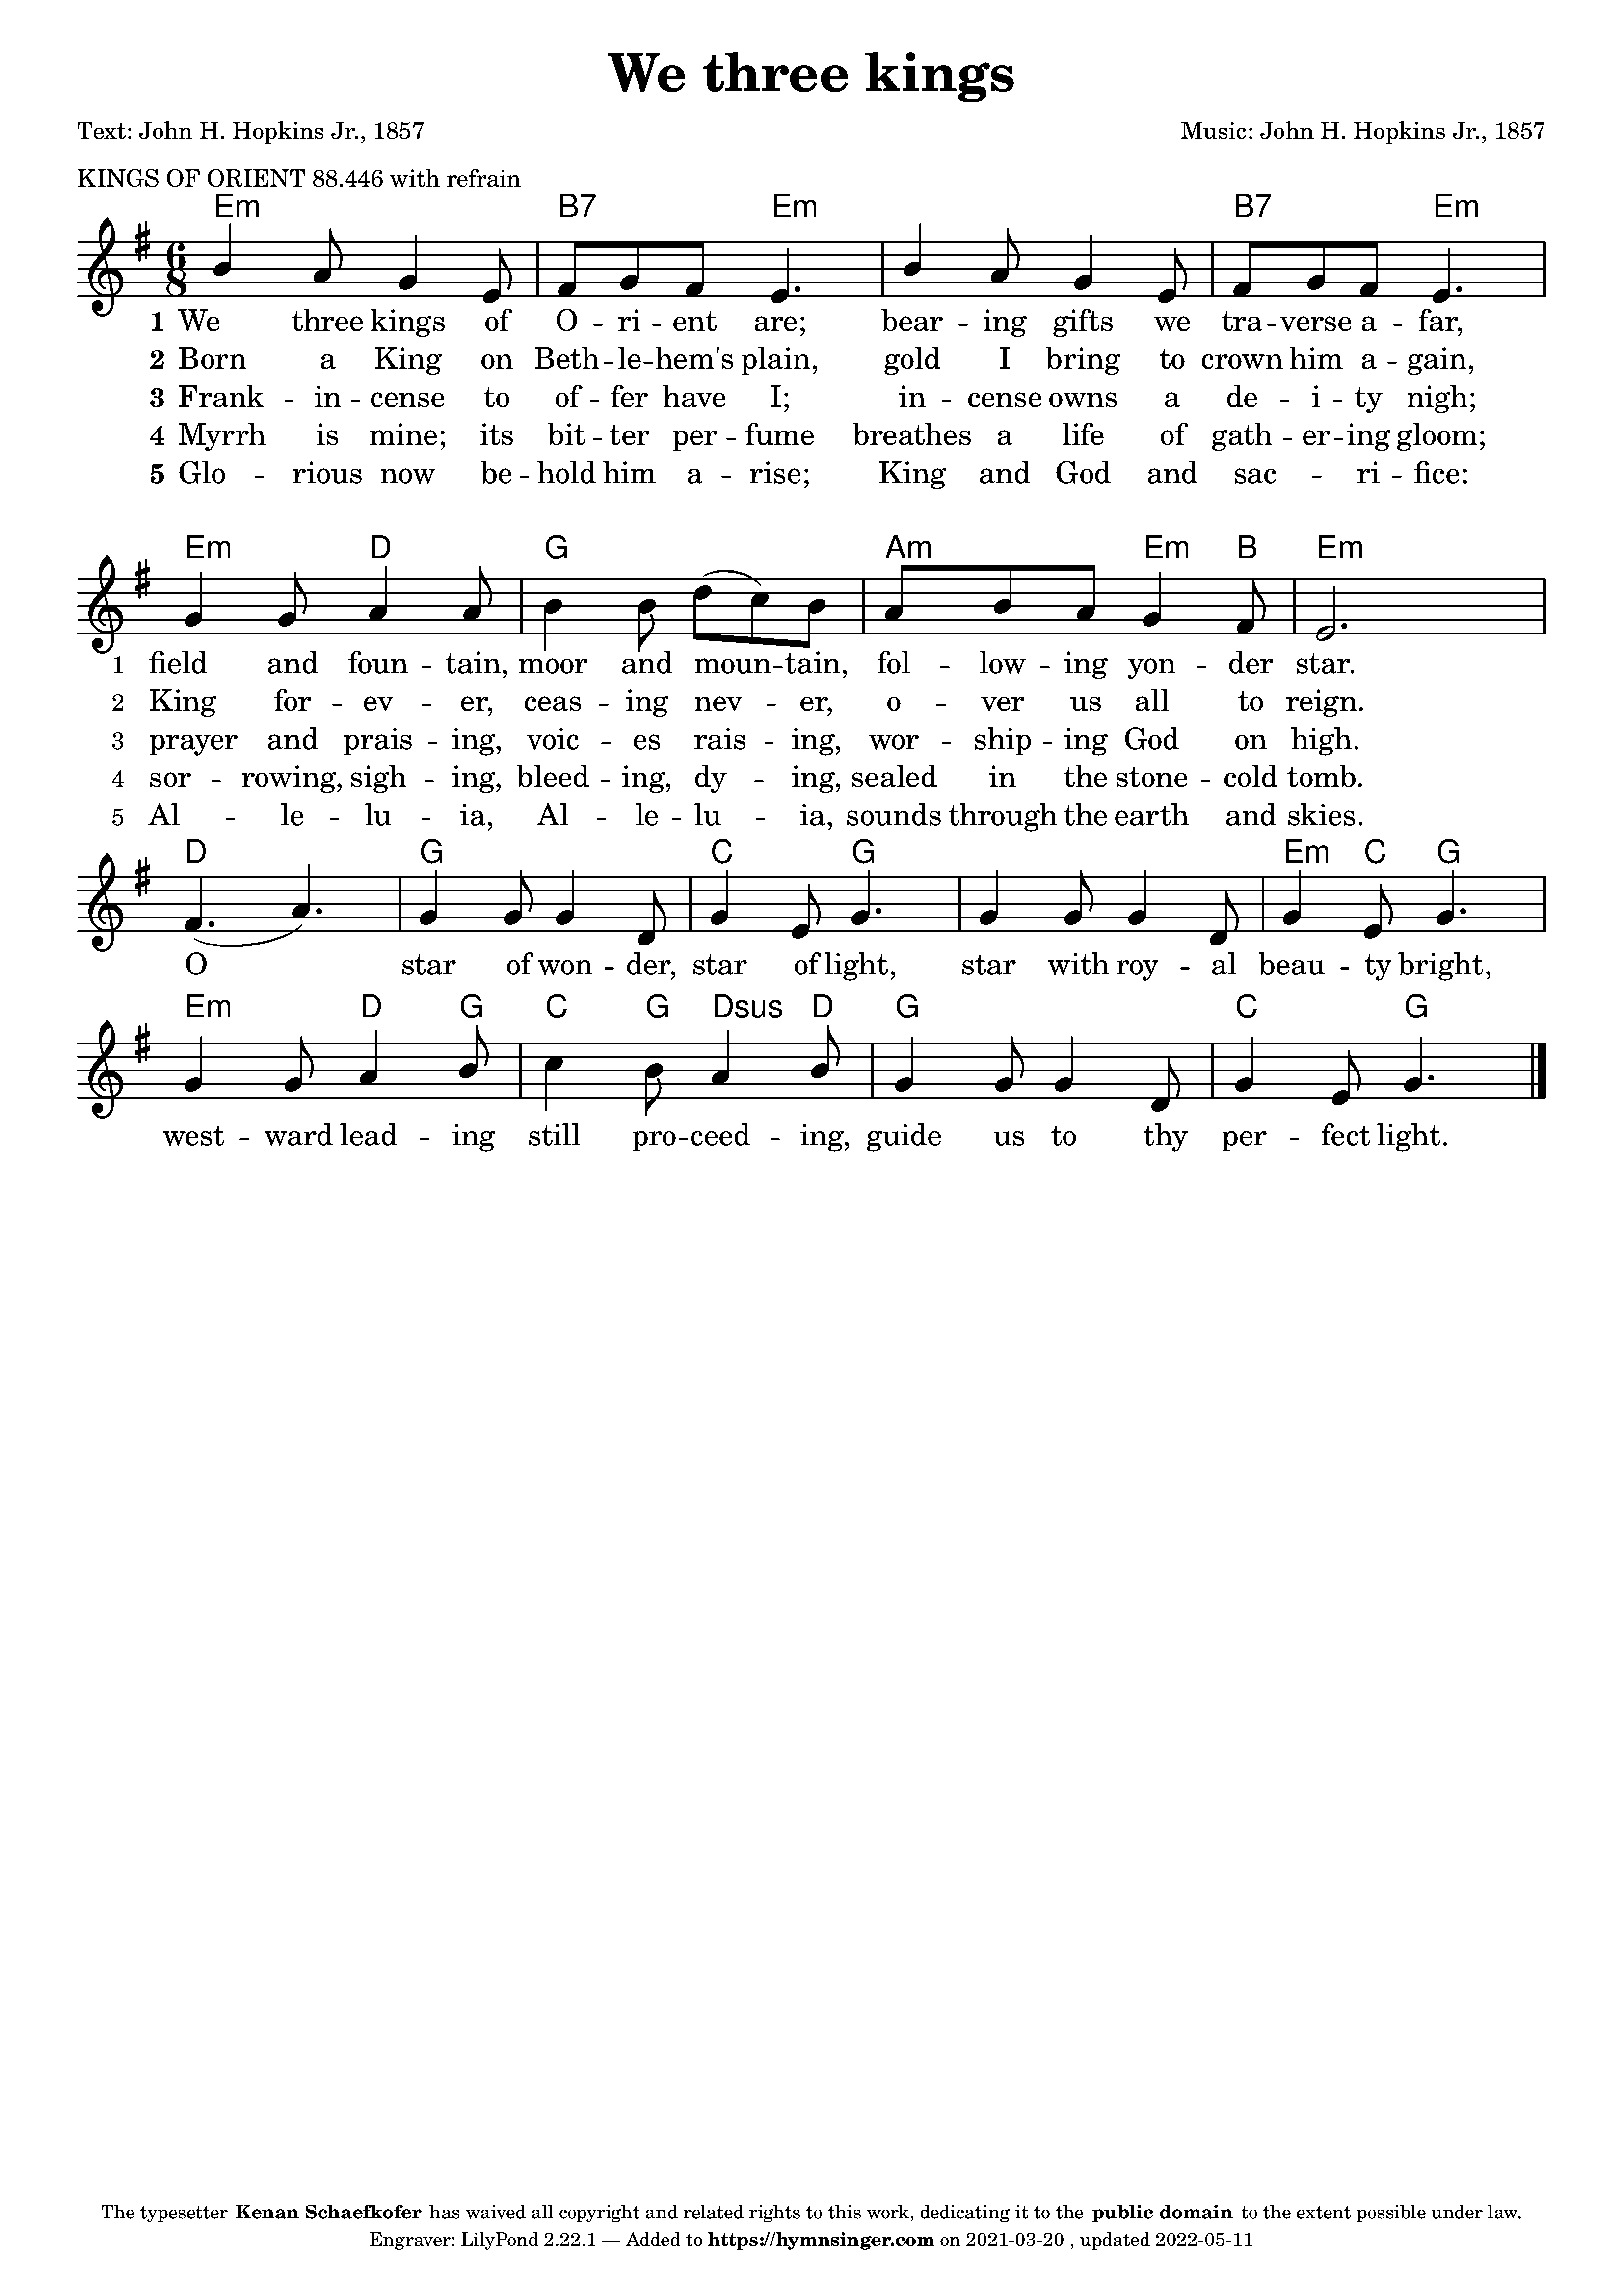 We three kings
Text: John H. Hopkins Jr., 1857
Music: John H. Hopkins Jr., 1857
KINGS OF ORIENT 88.446 with refrain
Em B7 Em B7 Em
6
8
1 We three kings of O -- ri -- ent are; bear -- ing gifts we tra -- verse a -- far,
2 Born a King on Beth -- le -- hem's plain, gold I bring to crown him a -- gain,
3 Frank -- in -- cense to of -- fer have I; in -- cense owns a de -- i -- ty nigh;
4 Myrrh is mine; its bit -- ter per -- fume breathes a life of gath -- er -- ing gloom;
5 Glo -- rious now be -- hold him a -- rise; King and God and sac -- ri -- fice:
Em D G Am Em B Em
1 field and foun -- tain, moor and moun -- tain, fol -- low -- ing yon -- der star.
2 King for -- ev -- er, ceas -- ing nev -- er, o -- ver us all to reign.
3 prayer and prais -- ing, voic -- es rais -- ing, wor -- ship -- ing God on high.
4 sor -- rowing, sigh -- ing, bleed -- ing, dy -- ing, sealed in the stone -- cold tomb.
5 Al -- le -- lu -- ia, Al -- le -- lu -- ia, sounds through the earth and skies.
D G C G Em C G
O star of won -- der, star of light, star with roy -- al beau -- ty bright,
Em D G C G Dsus D G C G
west -- ward lead -- ing still pro -- ceed -- ing, guide us to thy per -- fect light.
The typesetter Kenan Schaefkofer has waived all copyright and related rights to this work, dedicating it to the public domain to the extent possible under law.
Engraver: LilyPond 2.22.1 — Added to https://hymnsinger.com on 2021-03-20 , updated 2022-05-11